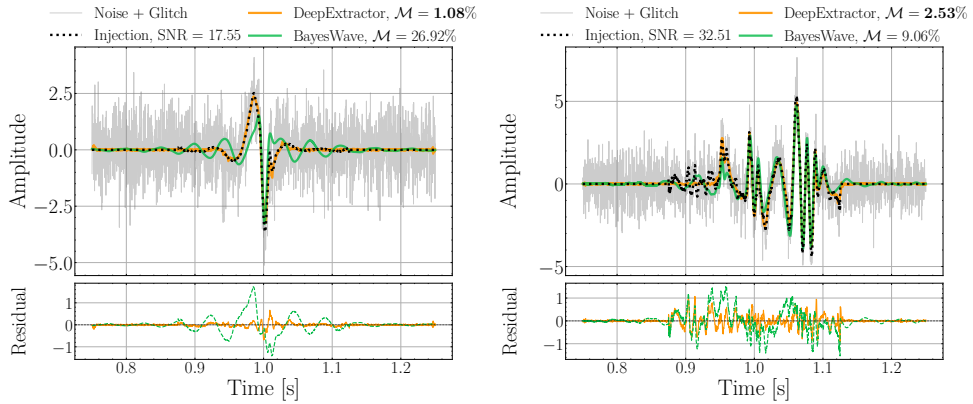 Noise + Glitch
DeepExtractor, ℳ = 1.08%
Injection, SNR = 17.55
BayesWave, ℳ = 26.92%
Amplitude
2.5
0.0
−2.5
−5.0
Residual
1
0
−1
0.8 0.9 1.0 1.1 1.2
Time [s]
Noise + Glitch
DeepExtractor, ℳ = 2.53%
Injection, SNR = 32.51
BayesWave, ℳ = 9.06%
Amplitude
5
0
−5
Residual
1
0
−1
0.8 0.9 1.0 1.1 1.2
Time [s]